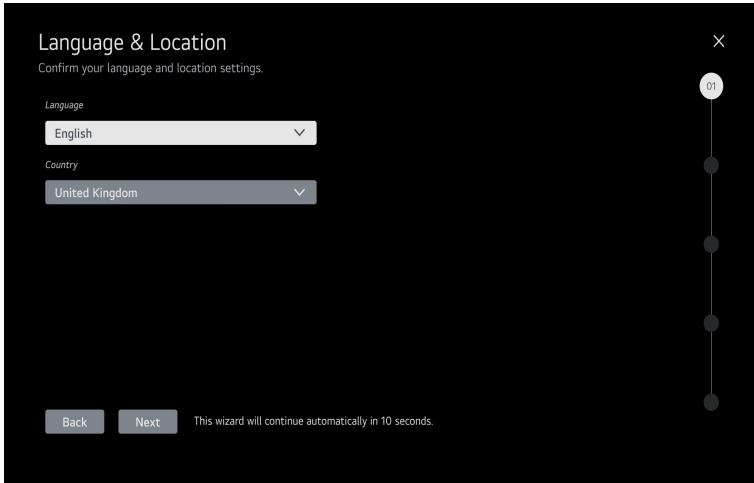 Language & Location
Confirm your language and location settings.
01
Language
English
Country
United Kingdom
Back
Next
This wizard will continue automatically in 10 seconds.